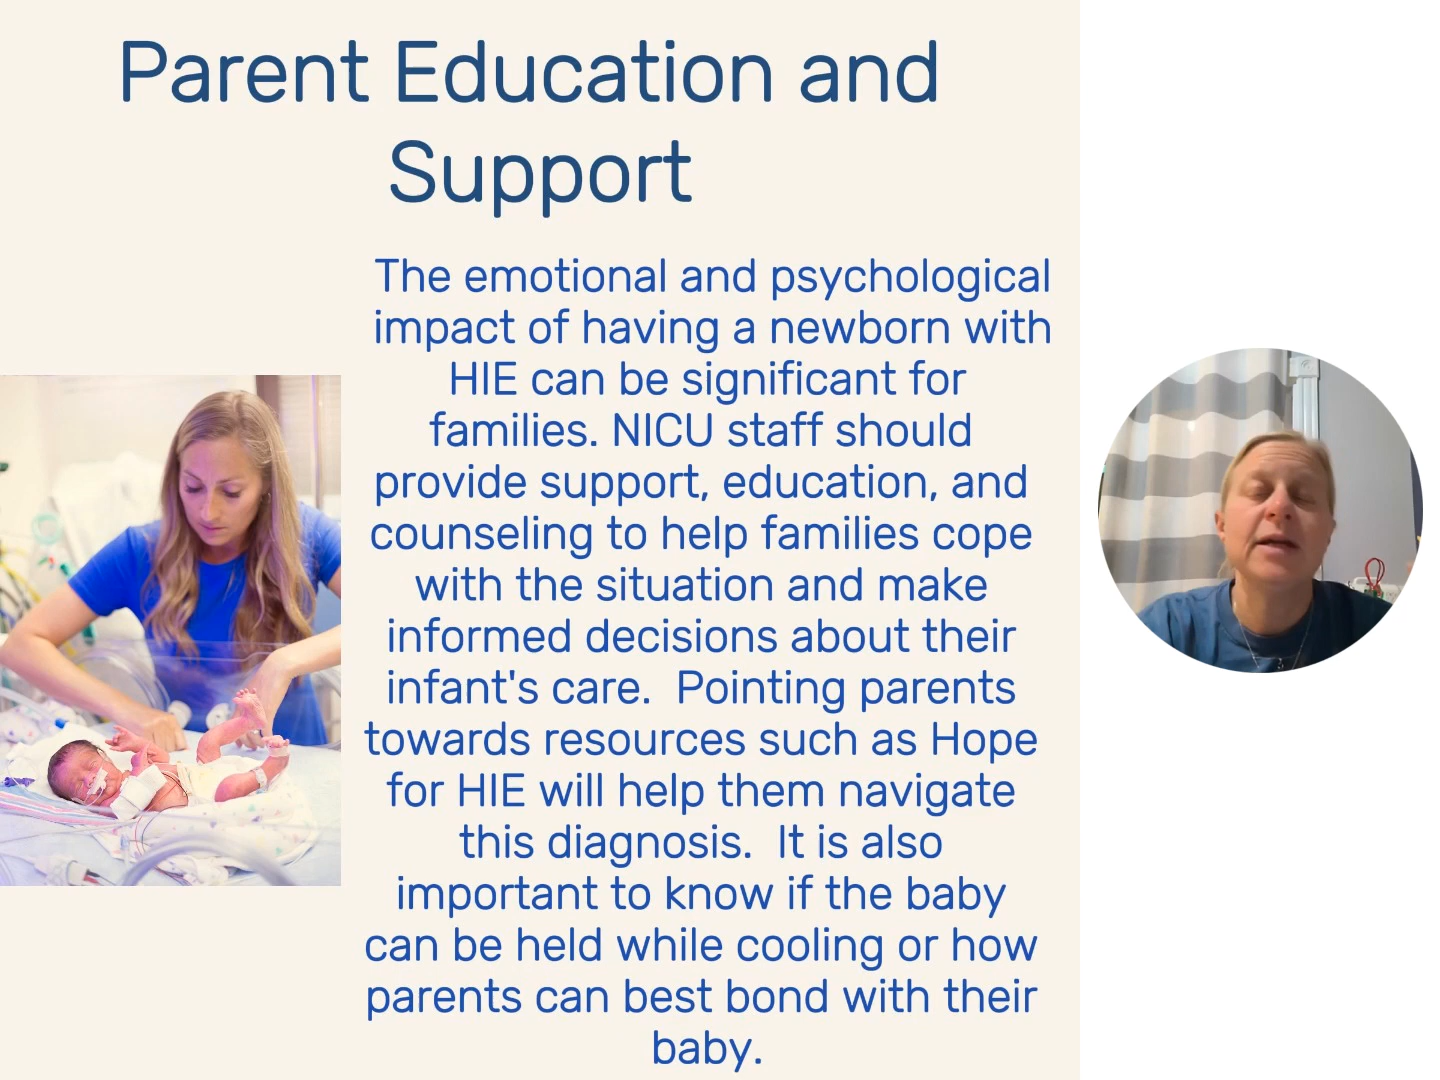 Parent Education and
Support
The emotional and psychological
impact of having a newborn with
HIE can be significant for
families. NICU staff should
provide support, education, and
counseling to help families cope
with the situation and make
informed decisions about their
infant's care.  Pointing parents
towards resources such as Hope
for HIE will help them navigate
this diagnosis.  It is also
important to know if the baby
can be held while cooling or how
parents can best bond with their
baby.